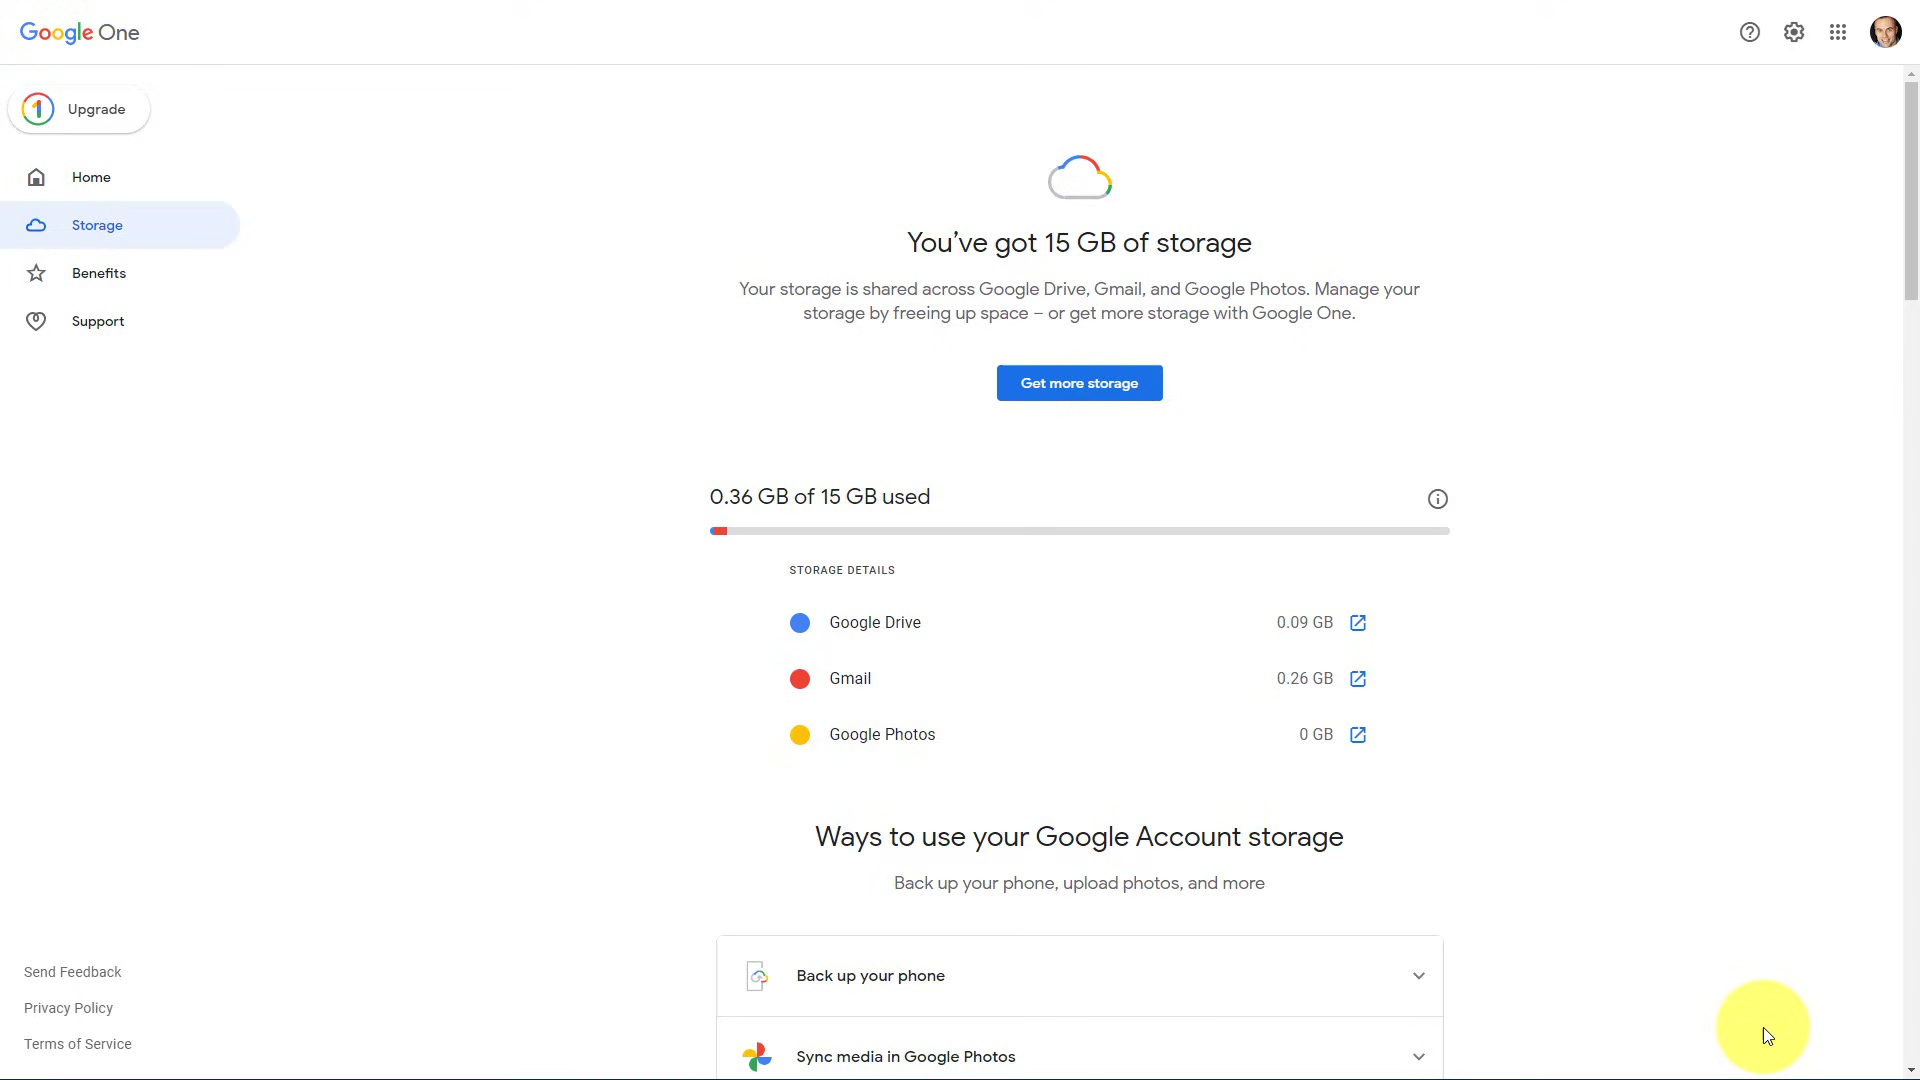 Google One
Upgrade
Home
Storage
Benefits
Support
You’ve got 15 GB of storage
Your storage is shared across Google Drive, Gmail, and Google Photos. Manage your
storage by freeing up space – or get more storage with Google One.
Get more storage
0.36 GB of 15 GB used
STORAGE DETAILS
Google Drive 0.09 GB
Gmail 0.26 GB
Google Photos 0 GB
Ways to use your Google Account storage
Back up your phone, upload photos, and more
Back up your phone
Sync media in Google Photos
Send Feedback
Privacy Policy
Terms of Service